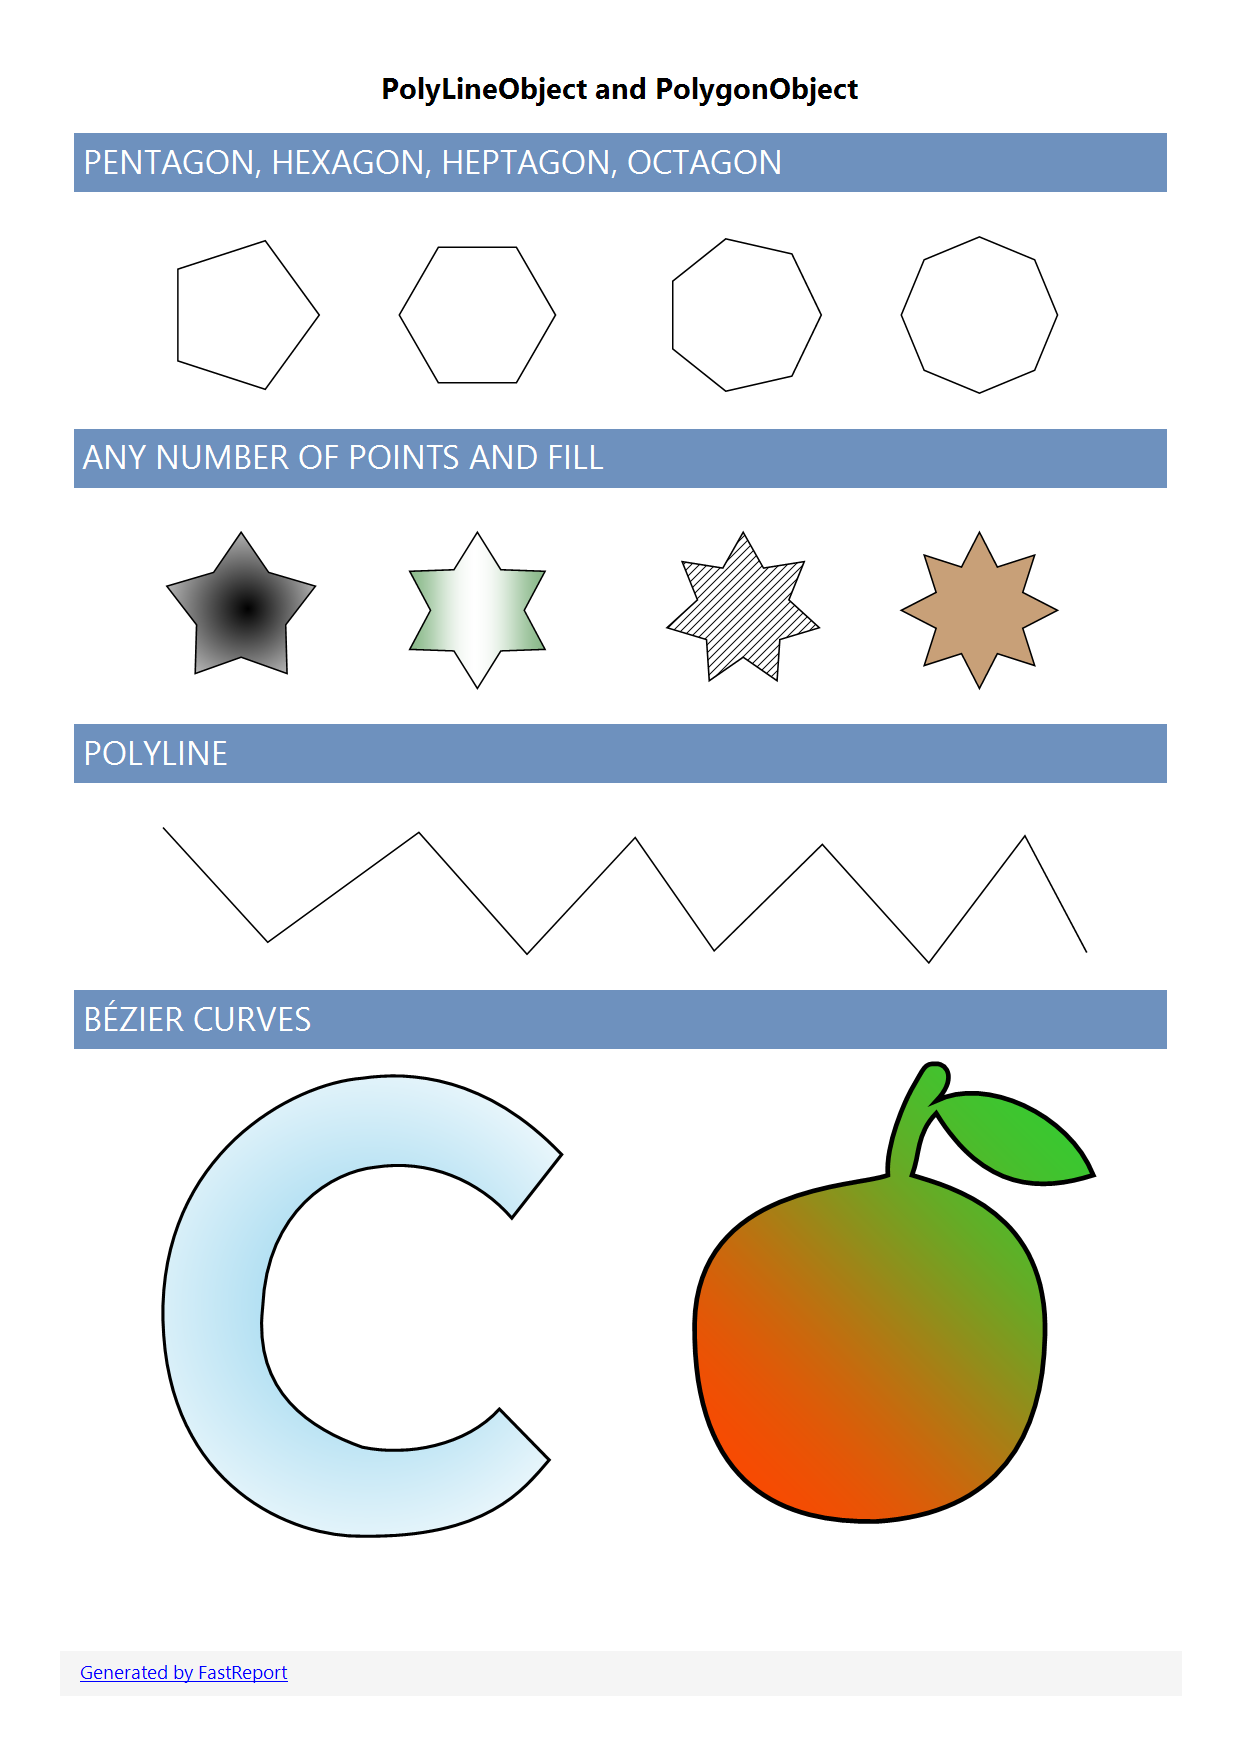 PolyLineObject and PolygonObject
PENTAGON, HEXAGON, HEPTAGON, OCTAGON
ANY NUMBER OF POINTS AND FILL
POLYLINE
BÉZIER CURVES
Generated by FastReport